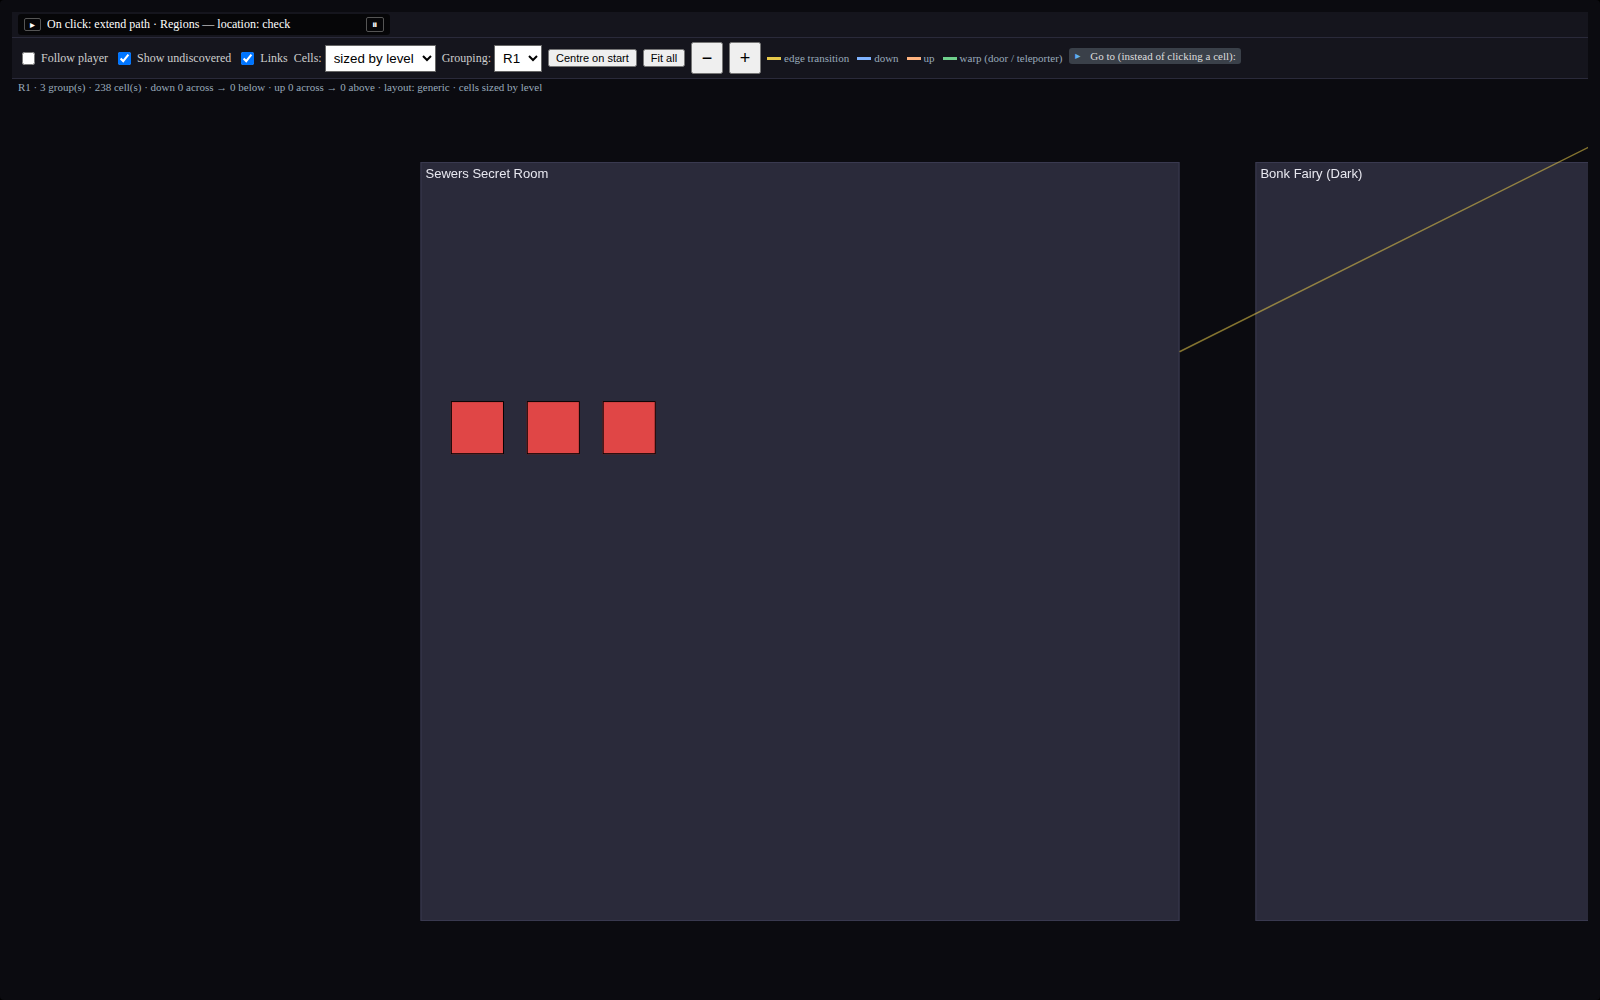 On click: extend path · Regions — location: check
Follow player Show undiscovered Links Cells: sized by level Grouping: R1 Centre on start Fit all − + edge transition down up warp (door / teleporter) Go to (instead of clicking a cell):
R1 · 3 group(s) · 238 cell(s) · down 0 across → 0 below · up 0 across → 0 above · layout: generic · cells sized by level
Sewers Secret Room
Bonk Fairy (Dark)